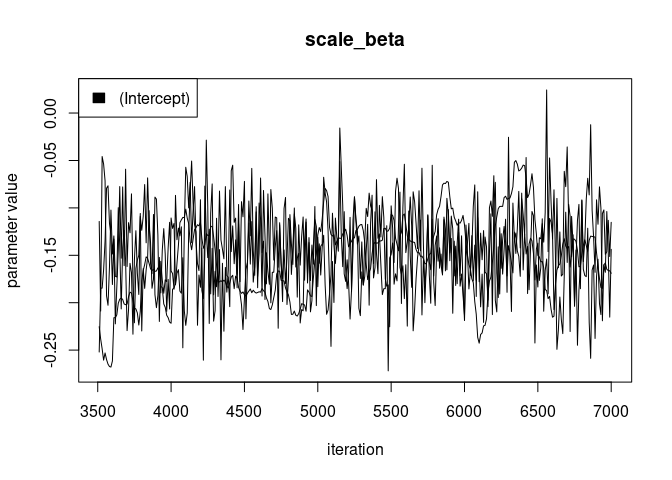 scale_beta
(Intercept)
parameter value
0.00
-0.05
-0.15
-0.25
3500 4000 4500 5000 5500 6000 6500 7000
iteration